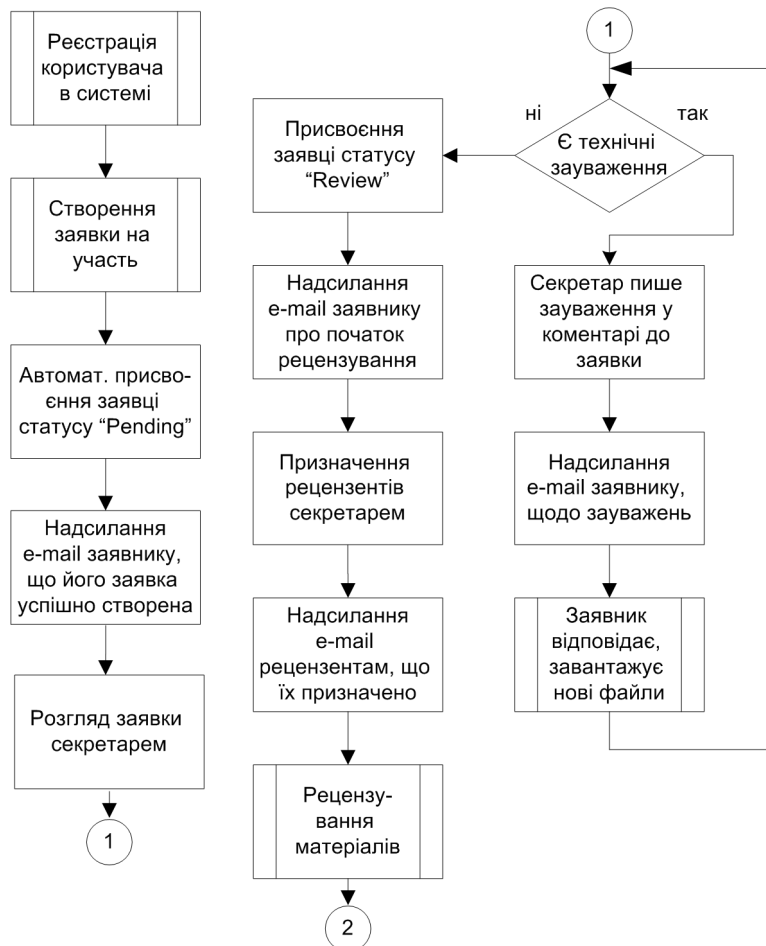 Реєстрація
користувача
в системі
Створення
заявки на
участь
Автомат. присво-
єння заявці
статусу “Pending”
Надсилання
e-mail заявнику,
що його заявка
успішно створена
Розгляд заявки
секретарем
1
1
Є технічні
зауваження
ні
так
Присвоєння
заявці статусу
“Review”
Надсилання
e-mail заявнику
про початок
рецензування
Призначення
рецензентів
секретарем
Надсилання
e-mail
рецензентам, що
їх призначено
Рецензу-
вання
матеріалів
2
Секретар пише
зауваження у
коментарі до
заявки
Надсилання
e-mail заявнику,
щодо зауважень
Заявник
відповідає,
завантажує
нові файли